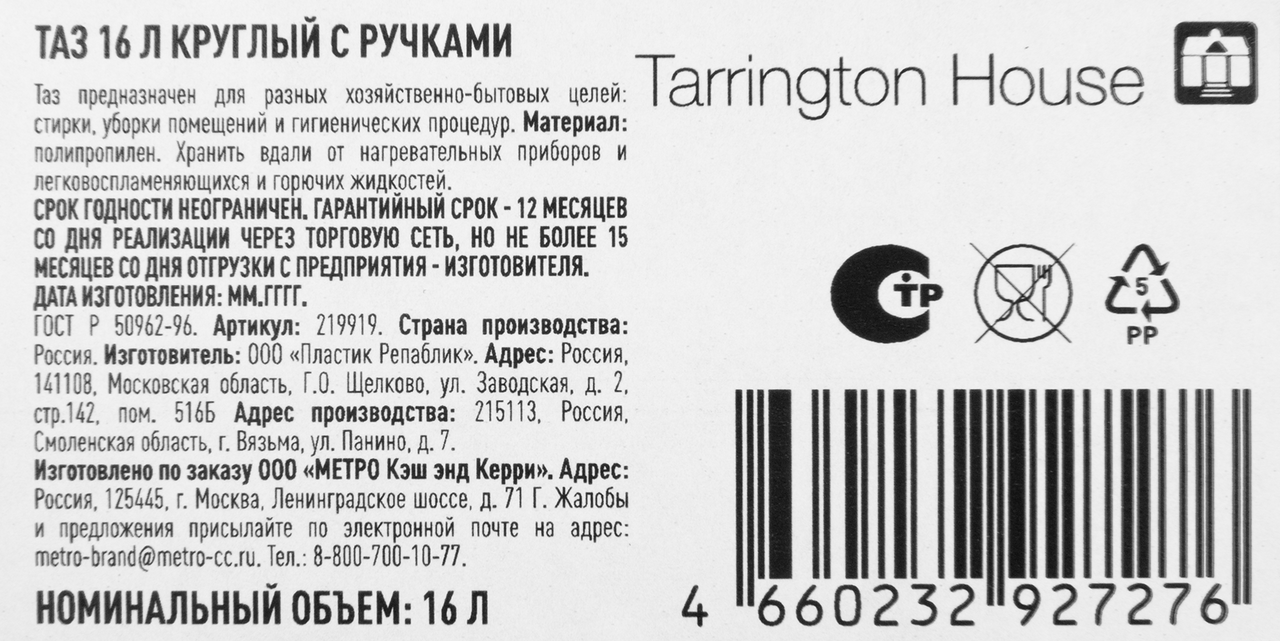 ТАЗ 16 Л КРУГЛЫЙ С РУЧКАМИ
Таз предназначен для разных хозяйственно-бытовых целей:
стирки, уборки помещений и гигиенических процедур. Материал:
полипропилен. Хранить вдали от нагревательных приборов и
легковоспламеняющихся и горючих жидкостей.
СРОК ГОДНОСТИ НЕОГРАНИЧЕН. ГАРАНТИЙНЫЙ СРОК - 12 МЕСЯЦЕВ
СО ДНЯ РЕАЛИЗАЦИИ ЧЕРЕЗ ТОРГОВУЮ СЕТЬ, НО НЕ БОЛЕЕ 15
МЕСЯЦЕВ СО ДНЯ ОТГРУЗКИ С ПРЕДПРИЯТИЯ - ИЗГОТОВИТЕЛЯ.
ДАТА ИЗГОТОВЛЕНИЯ: ММ.ГГГГ.
ГОСТ Р 50962-96. Артикул: 219919. Страна производства:
Россия. Изготовитель: ООО «Пластик Репаблик». Адрес: Россия,
141108, Московская область, Г.О. Щелково, ул. Заводская, д. 2,
стр.142, пом. 516Б Адрес производства: 215113, Россия,
Смоленская область, г. Вязьма, ул. Панино, д. 7.
Изготовлено по заказу ООО «МЕТРО Кэш энд Керри». Адрес:
Россия, 125445, г. Москва, Ленинградское шоссе, д. 71 Г. Жалобы
и предложения присылайте по электронной почте на адрес:
metro-brand@metro-cc.ru. Тел.: 8-800-700-10-77.
НОМИНАЛЬНЫЙ ОБЪЕМ: 16 Л
Tarrington House
СТР
5
PP
4 660232 927276